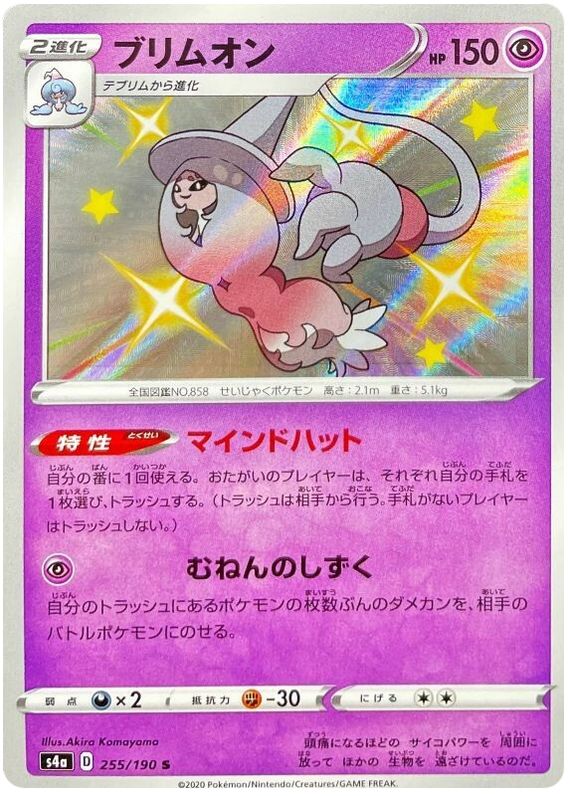 2進化 ブリムオン HP 150
テブリムから進化
全国図鑑NO.858 せいじゃくポケモン 高さ:2.1m 重さ:5.1kg
特性 とくせい マインドハット
自分の番に1回使える。おたがいのプレイヤーは、それぞれ自分の手札を
1枚選び、トラッシュする。(トラッシュは相手から行う。手札がないプレイヤー
はトラッシュしない。)
むねんのしずく
自分のトラッシュにあるポケモンの枚数ぶんのダメカンを、相手の
バトルポケモンにのせる。
弱点 ×2 抵抗力 -30 にげる
Illus.Akira Komayama
s4a D 255/190 S
頭痛になるほどの サイコパワーを 周囲に
放って ほかの 生物を 遠ざけているのだ。
©2020 Pokémon/Nintendo/Creatures/GAME FREAK.